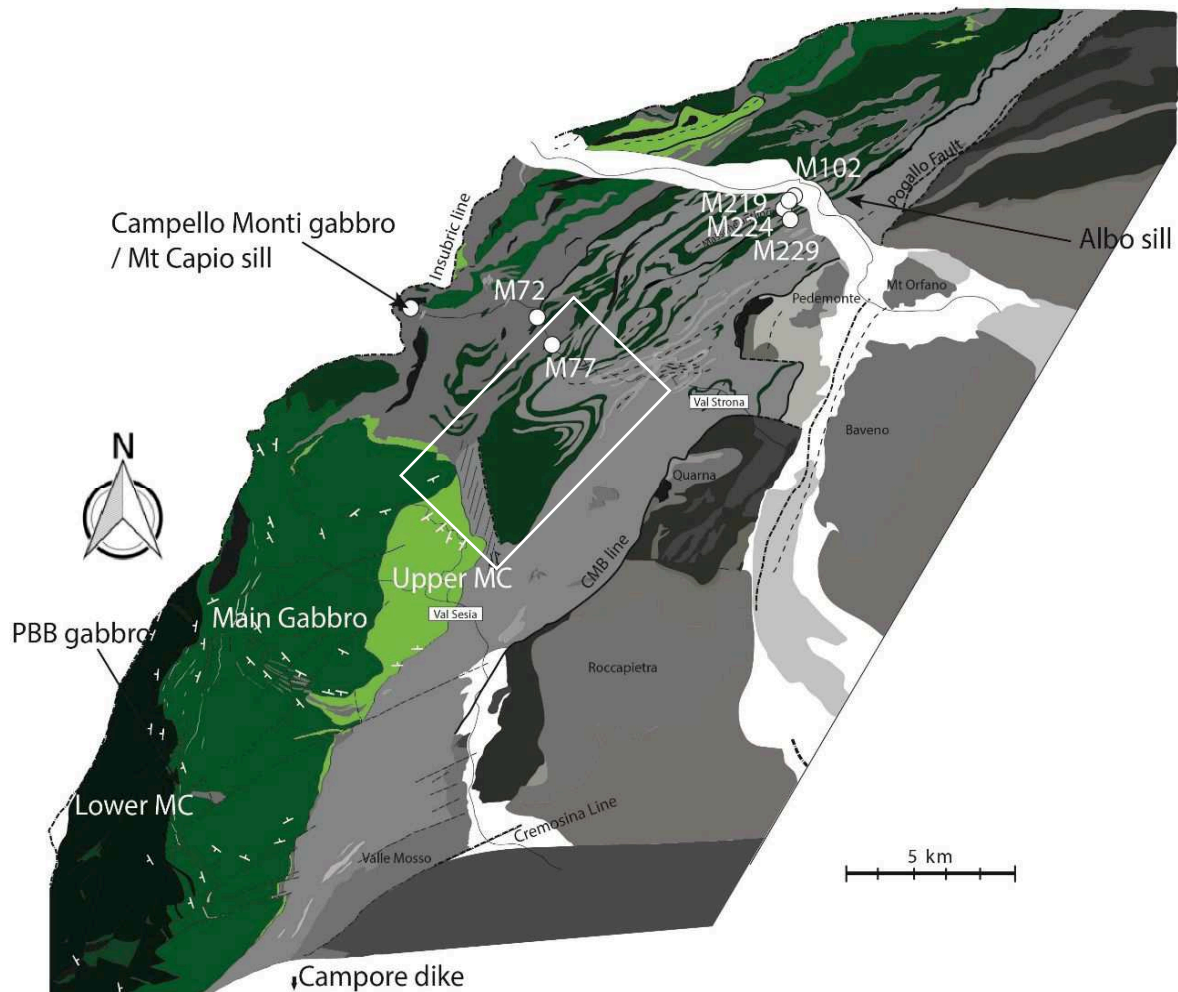 M102
Pogallo Fault
M219
M224
M229
Campello Monti gabbro
/ Mt Capio sill
Insubric line
Albo sill
M72
Pedemonte
Mt Orfano
M77
Val Strona
Baveno
N
Quarna
CMB line
Upper MC
Main Gabbro
Val Sesia
PBB gabbro
Roccapietra
Lower MC
Cremosina Line
5 km
Valle Mosso
Campore dike